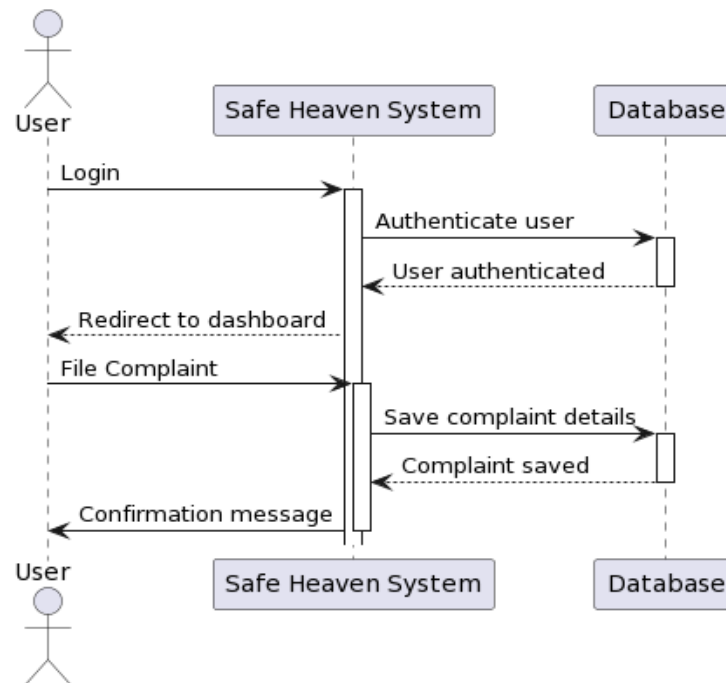 User
Safe Heaven System
Database
Login
Authenticate user
User authenticated
Redirect to dashboard
File Complaint
Save complaint details
Complaint saved
Confirmation message
User
Safe Heaven System
Database